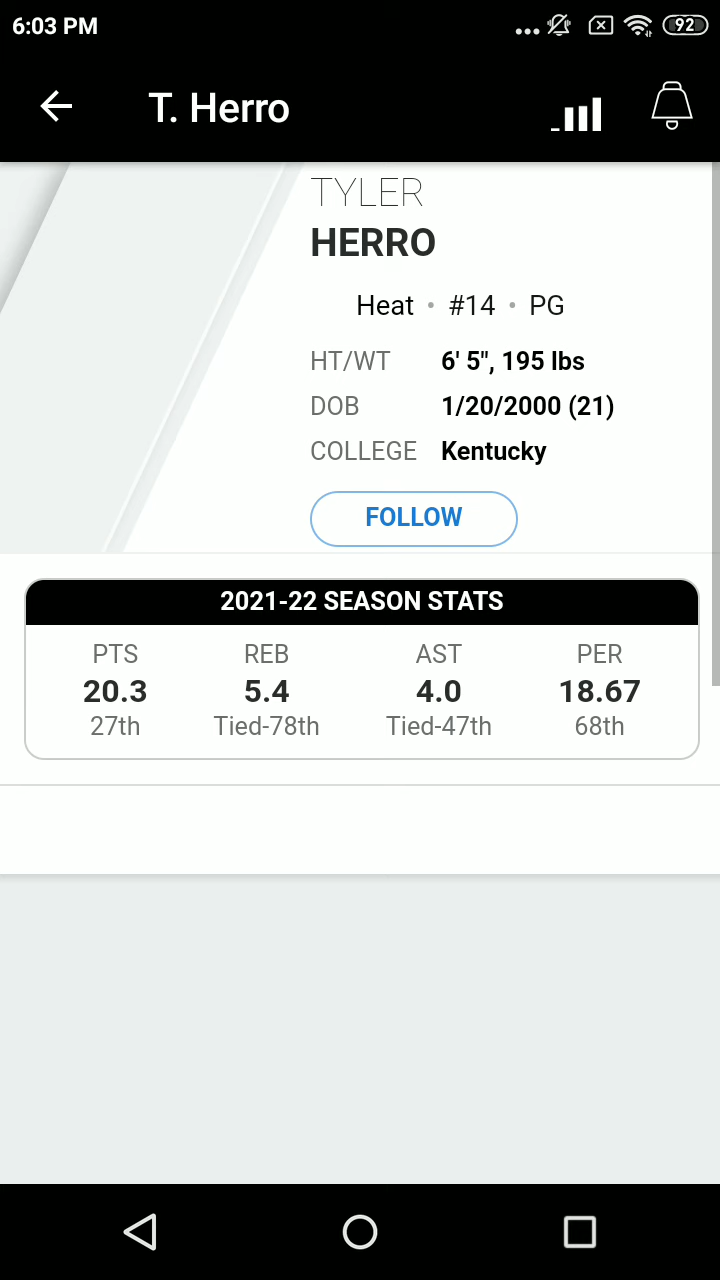 6:03 PM 92
T. Herro
TYLER
HERRO
Heat • #14 • PG
HT/WT 6' 5", 195 lbs
DOB 1/20/2000 (21)
COLLEGE Kentucky
FOLLOW
2021-22 SEASON STATS
PTS REB AST PER
20.3 5.4 4.0 18.67
27th Tied-78th Tied-47th 68th